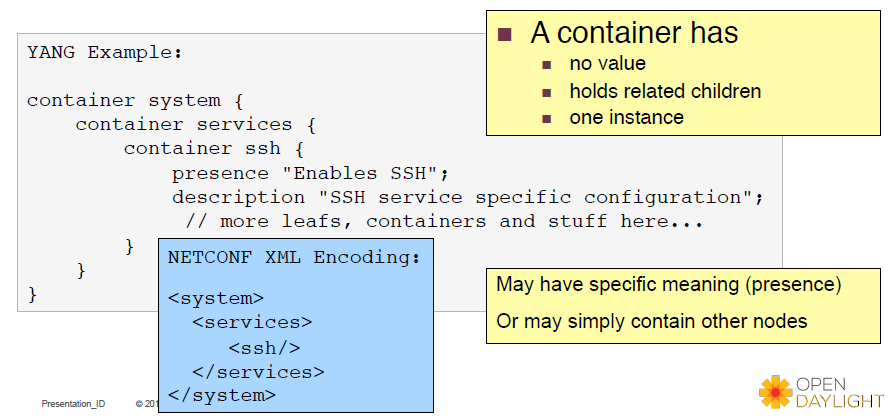 YANG Example:
container system {
container services {
container ssh {
presence "Enables SSH";
description "SSH service specific configuration";
// more leafs, containers and stuff here...
}
}
}
A container has
no value
holds related children
one instance
NETCONF XML Encoding:
<system>
<services>
<ssh/>
</services>
</system>
May have specific meaning (presence)
Or may simply contain other nodes
Presentation_ID
© 201
OPEN
DAYLIGHT